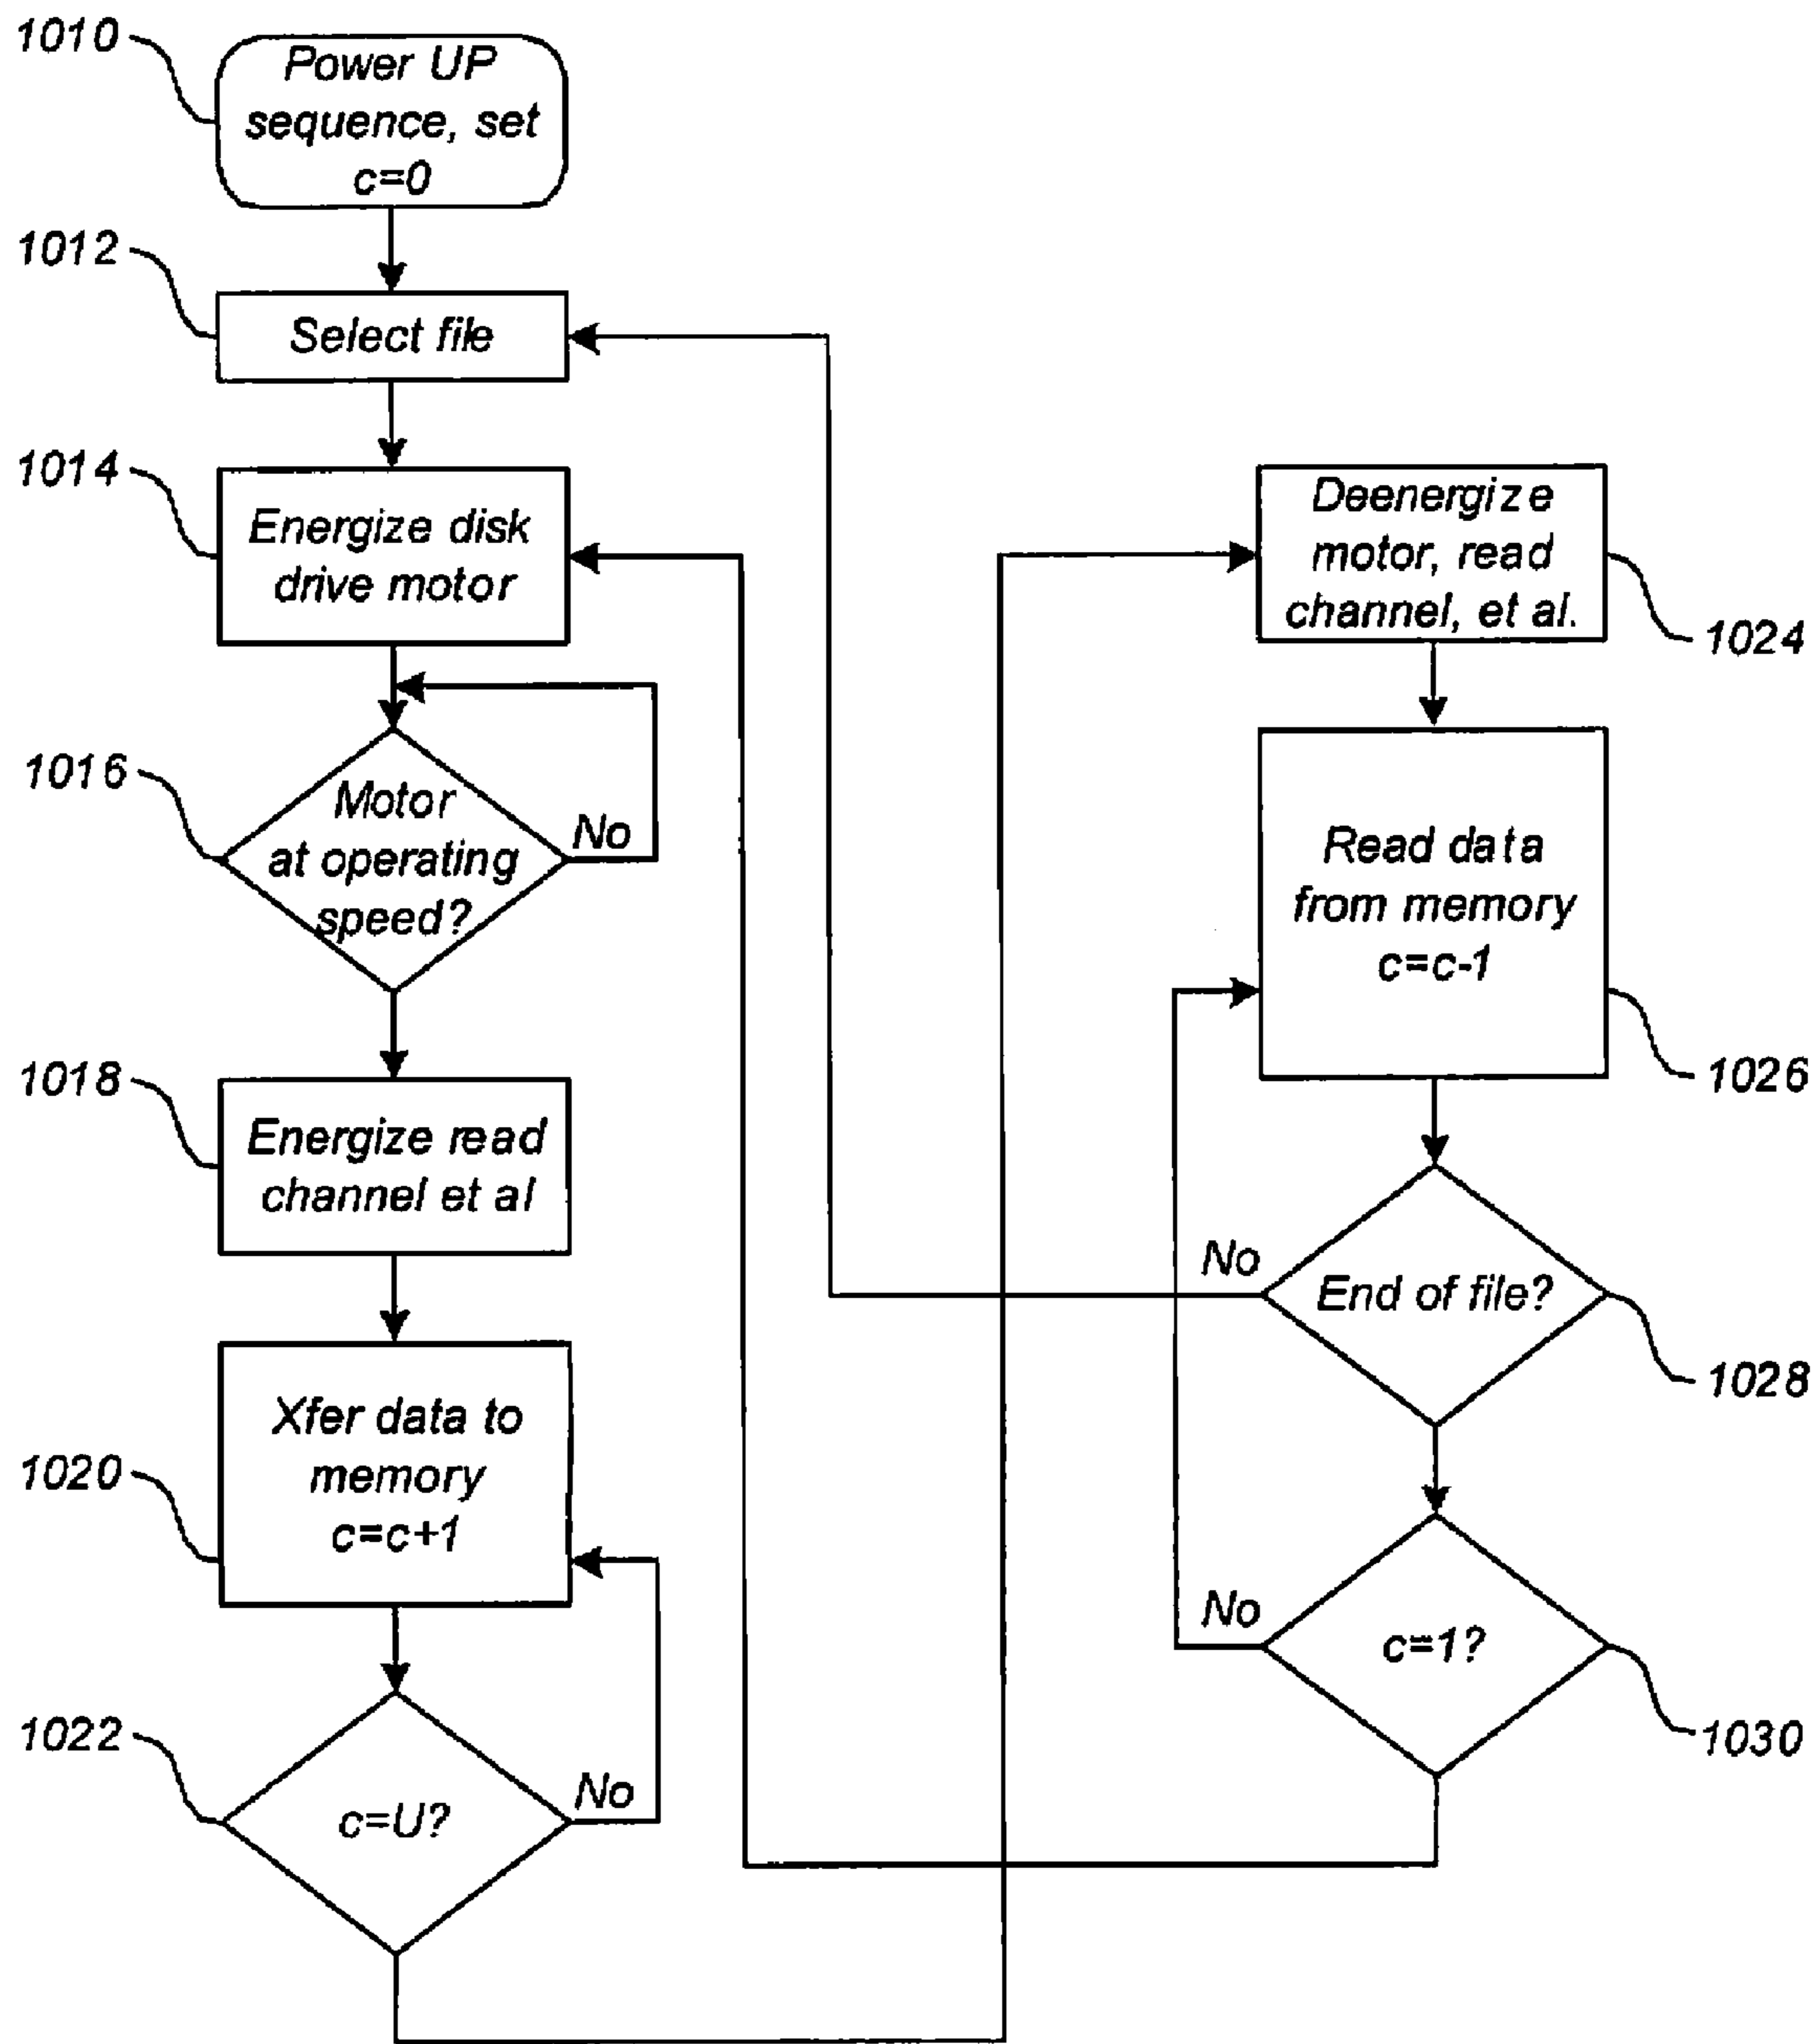 1010
Power UP
sequence, set
c=0
1012
Select file
1014
Energize disk
drive motor
1016
Motor
at operating
speed?
No
1018
Energize read
channel et al
1020
Xfer data to
memory
c=c+1
1022
c=U?
No
Deenergize
motor, read
channel, et al.
1024
Read data
from memory
c=c-1
1026
No
End of file?
1028
No
c=1?
1030